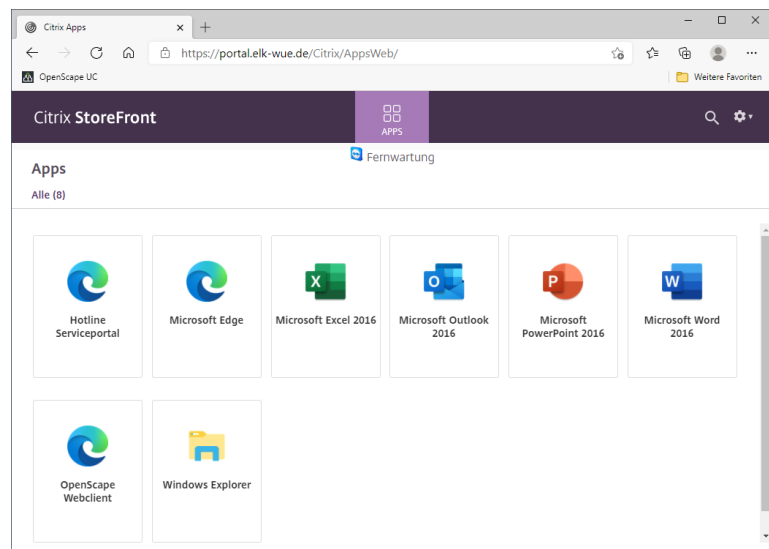 Citrix Apps
https://portal.elk-wue.de/Citrix/AppsWeb/
OpenScape UC
Weitere Favoriten
Citrix StoreFront
APPS
Fernwartung
Apps
Alle (8)
Hotline
Serviceportal
Microsoft Edge
Microsoft Excel 2016
Microsoft Outlook
2016
Microsoft
PowerPoint 2016
Microsoft Word
2016
OpenScape
Webclient
Windows Explorer